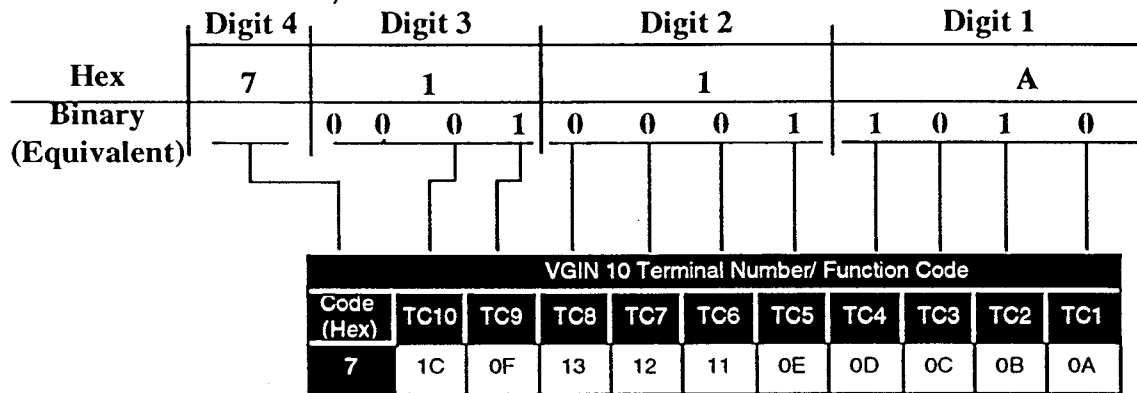 Digit 4 Digit 3 Digit 2 Digit 1
Hex 7 1 1 A
Binary 0 0 0 1 0 0 0 1 1 0 1 0
(Equivalent)
VGIN 10 Terminal Number/ Function Code
Code (Hex) TC10 TC9 TC8 TC7 TC6 TC5 TC4 TC3 TC2 TC1
7 1C 0F 13 12 11 0E 0D 0C 0B 0A